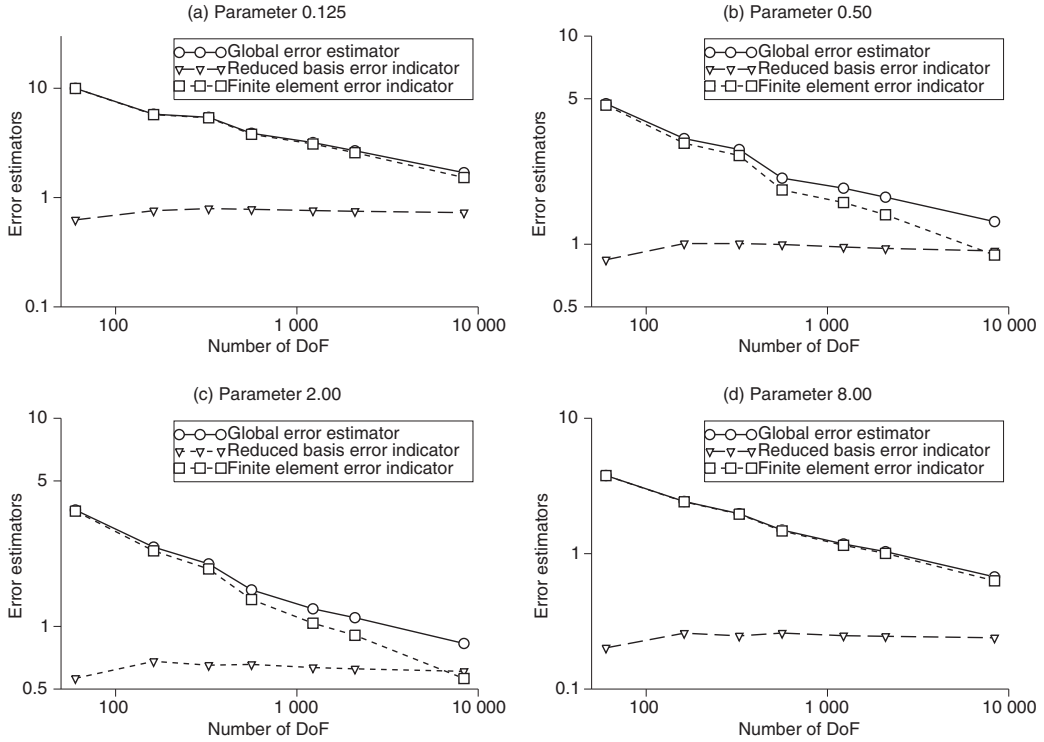 (a) Parameter 0.125
Global error estimator
Reduced basis error indicator
Finite element error indicator
10
1
0.1
Error estimators
100
1 000
10 000
Number of DoF
(b) Parameter 0.50
Global error estimator
Reduced basis error indicator
Finite element error indicator
10
5
1
0.5
Error estimators
100
1 000
10 000
Number of DoF
(c) Parameter 2.00
Global error estimator
Reduced basis error indicator
Finite element error indicator
10
5
1
0.5
Error estimators
100
1 000
10 000
Number of DoF
(d) Parameter 8.00
Global error estimator
Reduced basis error indicator
Finite element error indicator
10
1
0.1
Error estimators
100
1 000
10 000
Number of DoF